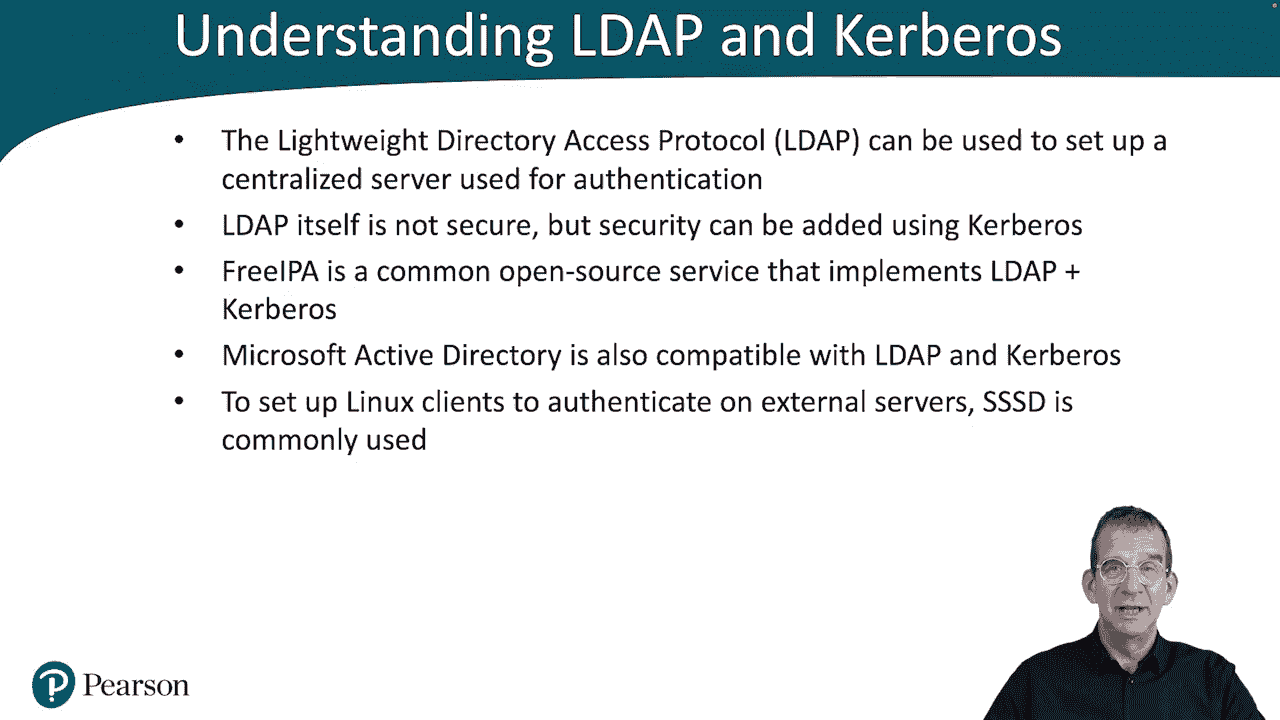 Understanding LDAP and Kerberos
• The Lightweight Directory Access Protocol (LDAP) can be used to set up a
centralized server used for authentication
• LDAP itself is not secure, but security can be added using Kerberos
• FreeIPA is a common open-source service that implements LDAP +
Kerberos
• Microsoft Active Directory is also compatible with LDAP and Kerberos
• To set up Linux clients to authenticate on external servers, SSSD is
commonly used
Pearson